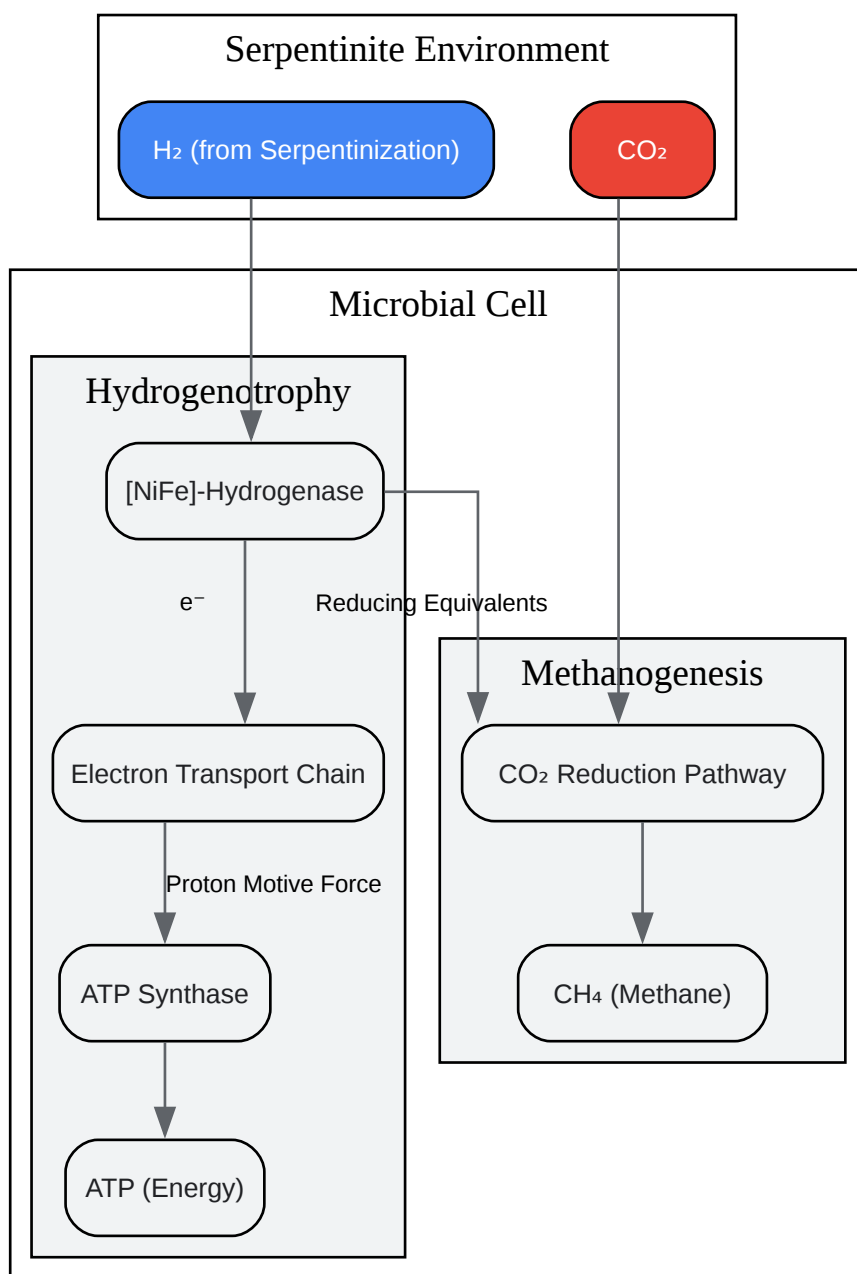 Serpentinite Environment
H₂ (from Serpentinization)
CO₂
Microbial Cell
Hydrogenotrophy
[NiFe]-Hydrogenase
e⁻
Reducing Equivalents
Methanogenesis
Electron Transport Chain
CO₂ Reduction Pathway
Proton Motive Force
ATP Synthase
CH₄ (Methane)
ATP (Energy)